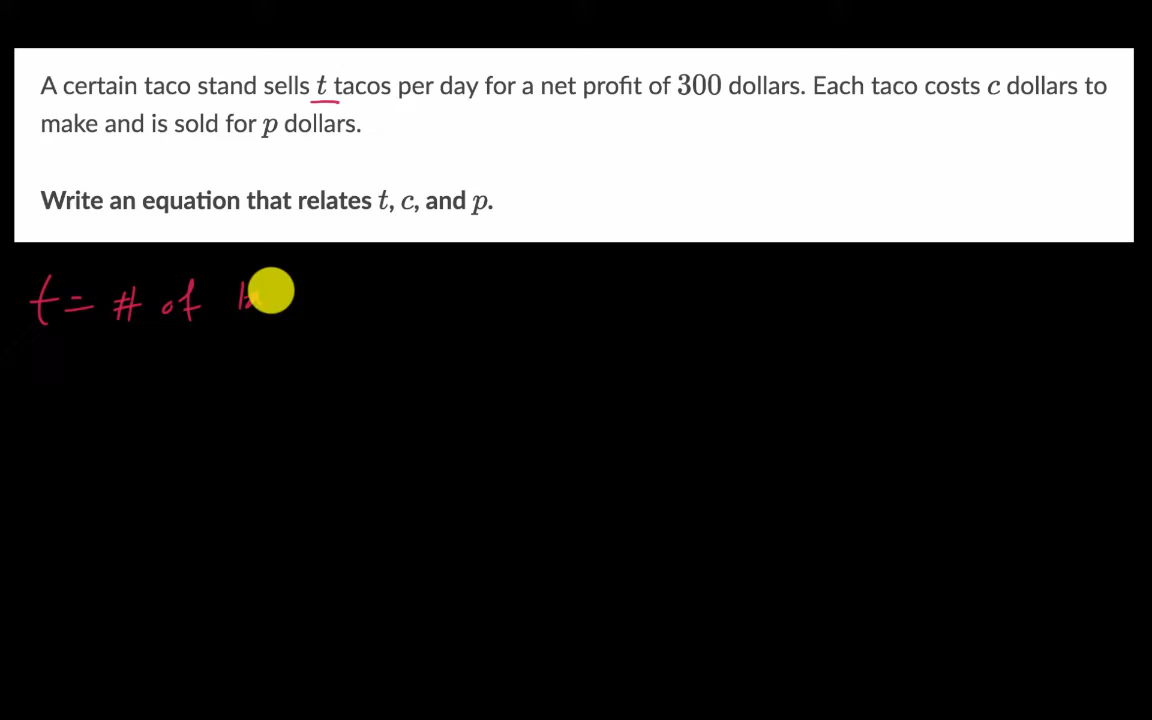 A certain taco stand sells t tacos per day for a net profit of 300 dollars. Each taco costs c dollars to
make and is sold for p dollars.
Write an equation that relates t, c, and p.
t = # of